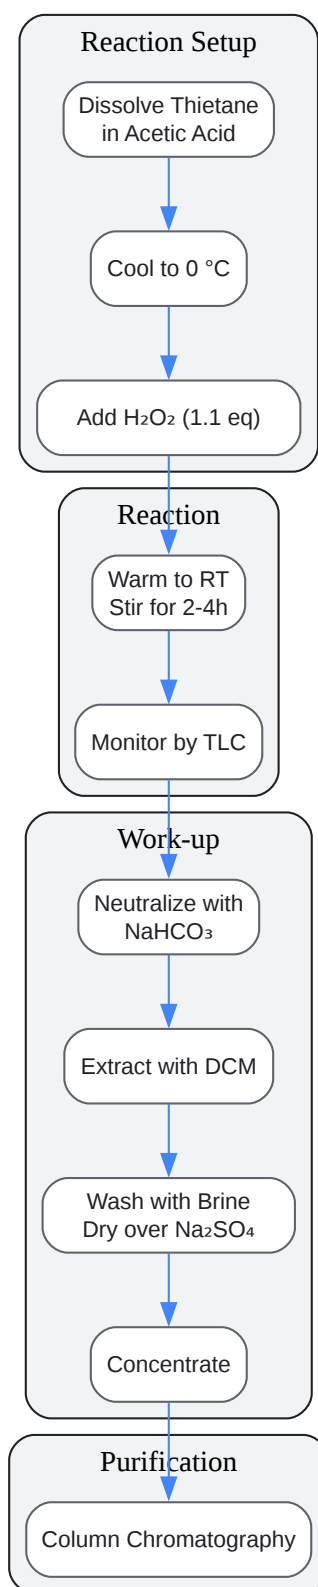 Reaction Setup
Dissolve Thietane
in Acetic Acid
Cool to 0 °C
Add H₂O₂ (1.1 eq)
Reaction
Warm to RT
Stir for 2-4h
Monitor by TLC
Work-up
Neutralize with
NaHCO₃
Extract with DCM
Wash with Brine
Dry over Na₂SO₄
Concentrate
Purification
Column Chromatography